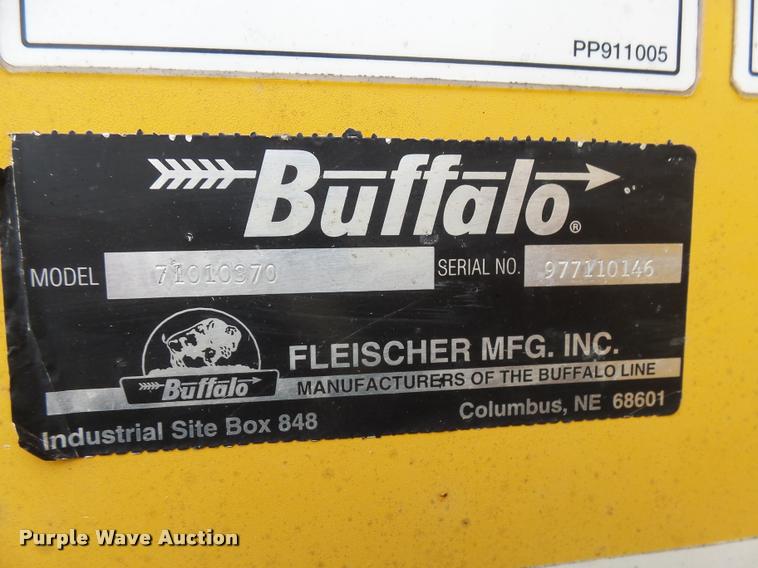 PP911005
Buffalo®
MODEL 71010370 SERIAL NO. 977110146
Buffalo
FLEISCHER MFG. INC.
MANUFACTURERS OF THE BUFFALO LINE
Industrial Site Box 848 Columbus, NE 68601
Purple Wave Auction